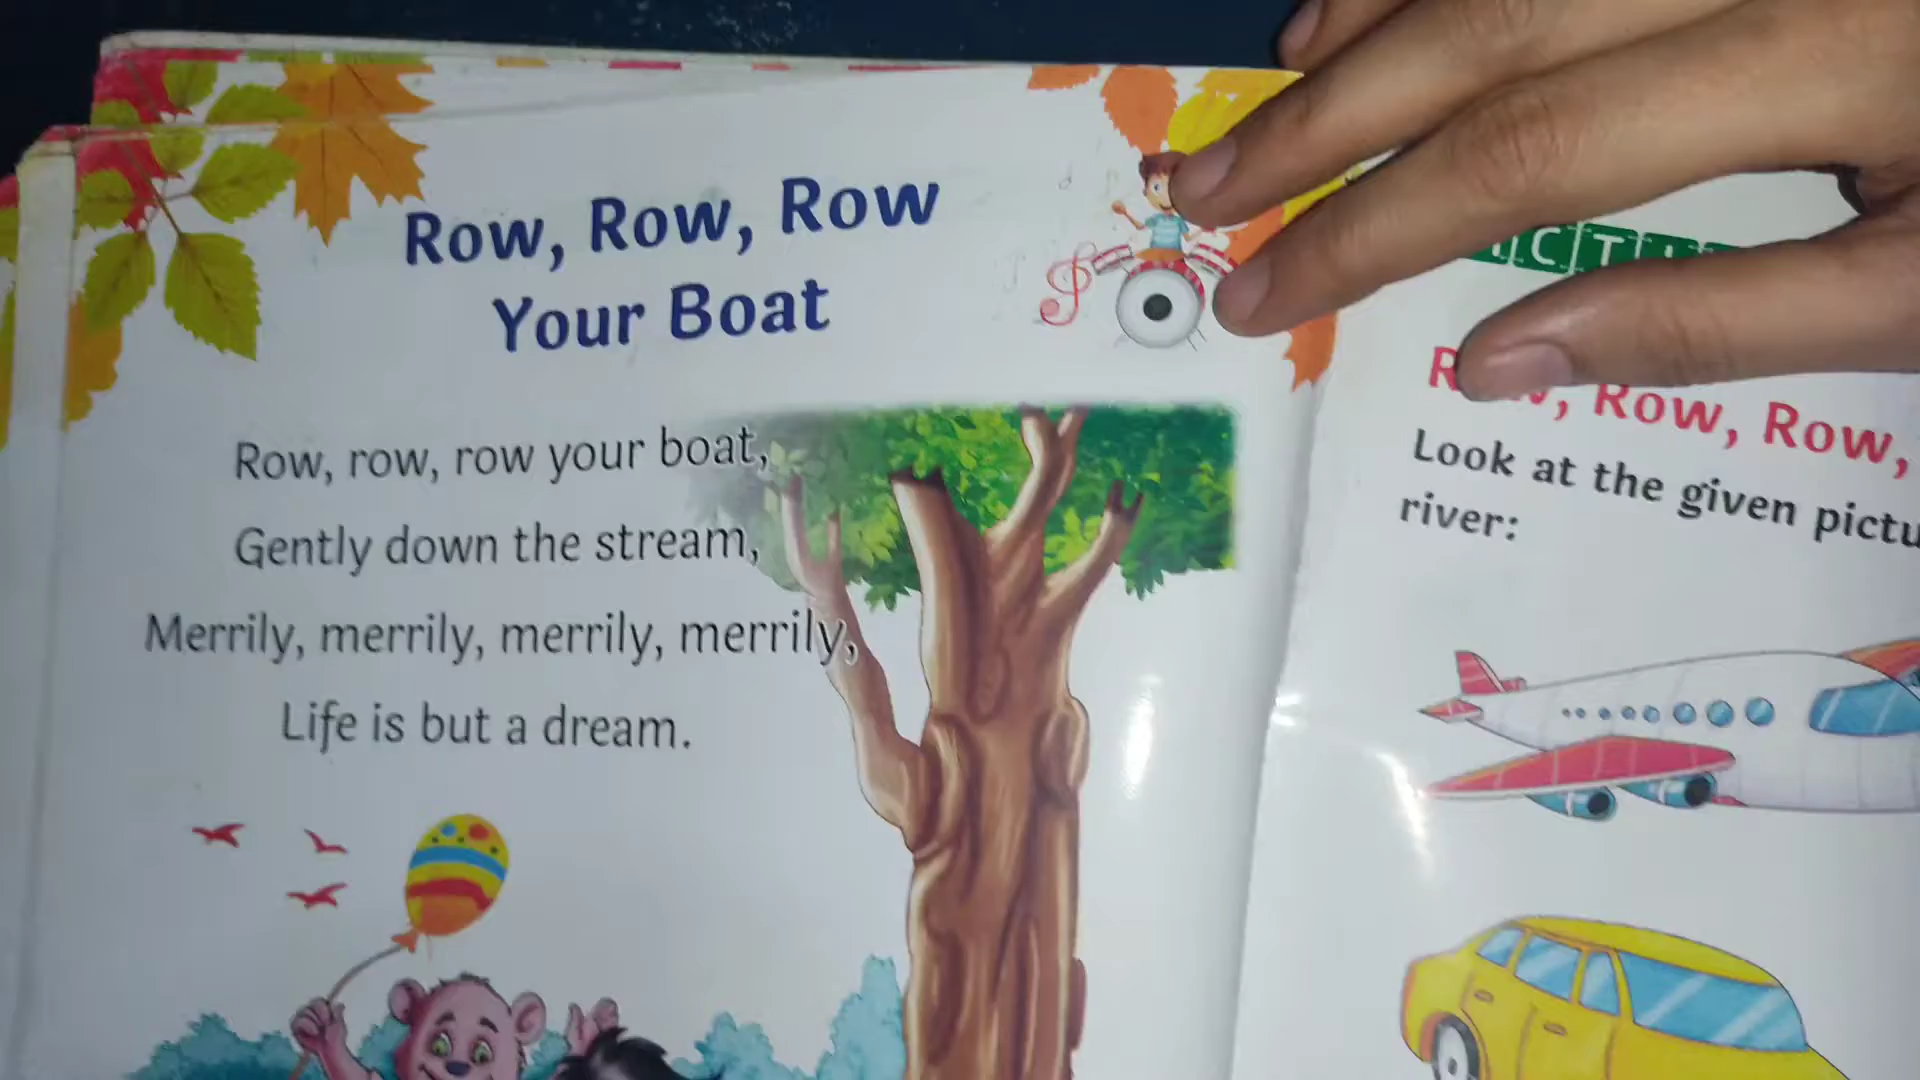 Row, Row, Row
Your Boat
Row, row, row your boat,
Gently down the stream,
Merrily, merrily, merrily, merrily,
Life is but a dream.
Row, Row,
Look at the given
river: